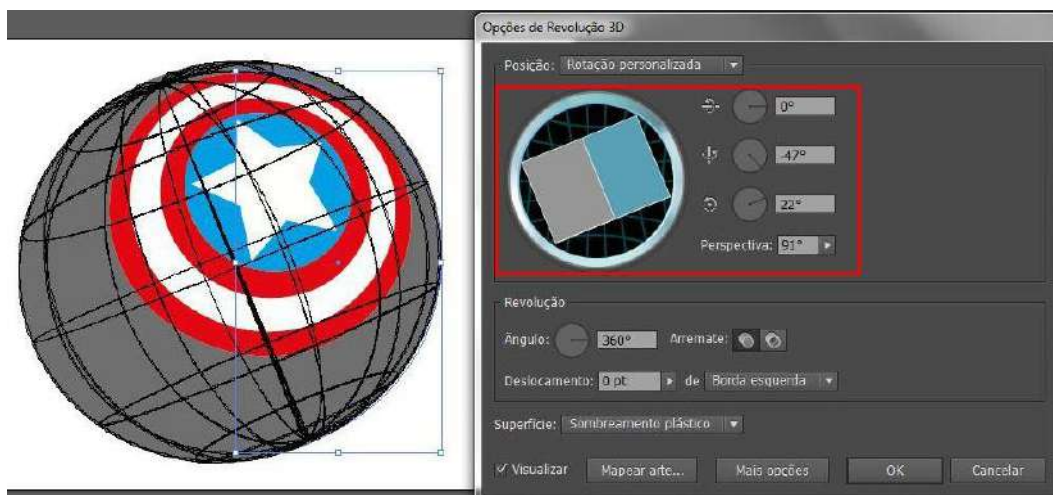 Opções de Revolução 3D
Posição: Rotação personalizada
0°
-47°
22°
Perspectiva: 91°
Revolução
Ângulo: 360° Arremate:
Deslocamento: 0 pt de Borda esquerda
Superfície: Sombreamento plástico
Visualizar Mapear arte... Mais opções OK Cancelar